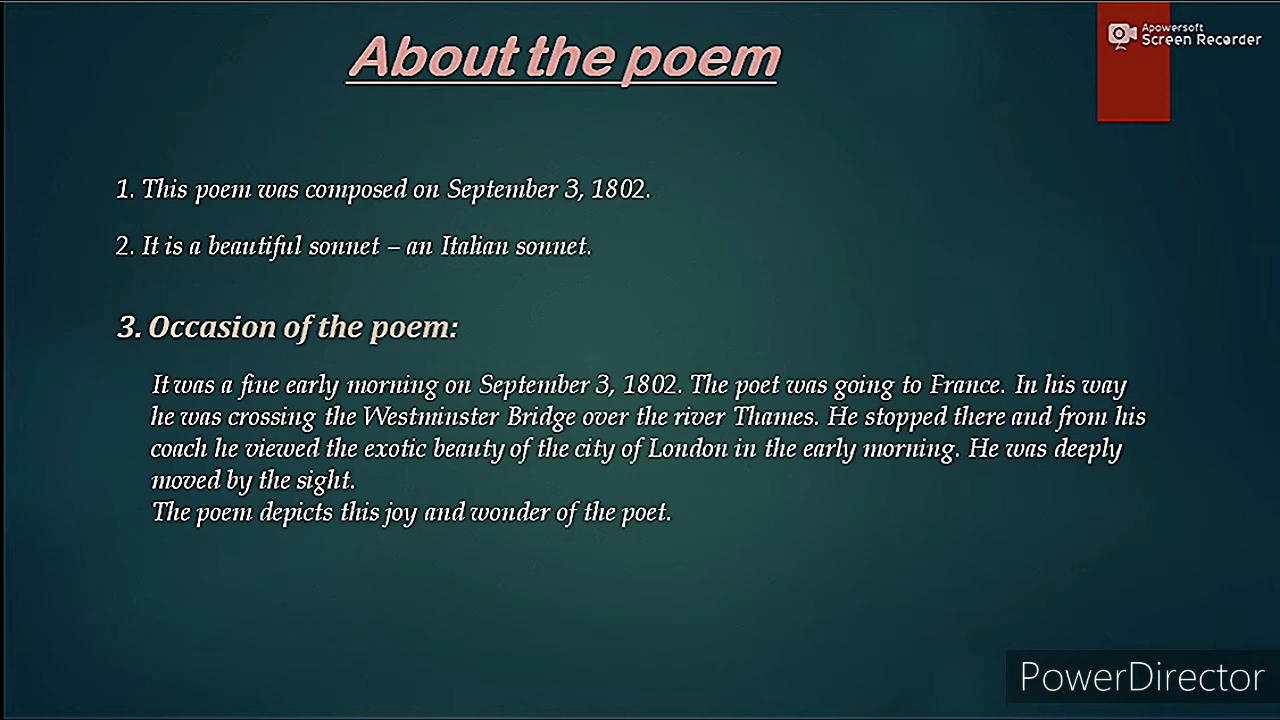 About the poem
Apowersoft
Screen Recorder
1. This poem was composed on September 3, 1802.
2. It is a beautiful sonnet – an Italian sonnet.
3. Occasion of the poem:
It was a fine early morning on September 3, 1802. The poet was going to France. In his way
he was crossing the Westminster Bridge over the river Thames. He stopped there and from his
coach he viewed the exotic beauty of the city of London in the early morning. He was deeply
moved by the sight.
The poem depicts this joy and wonder of the poet.
PowerDirector